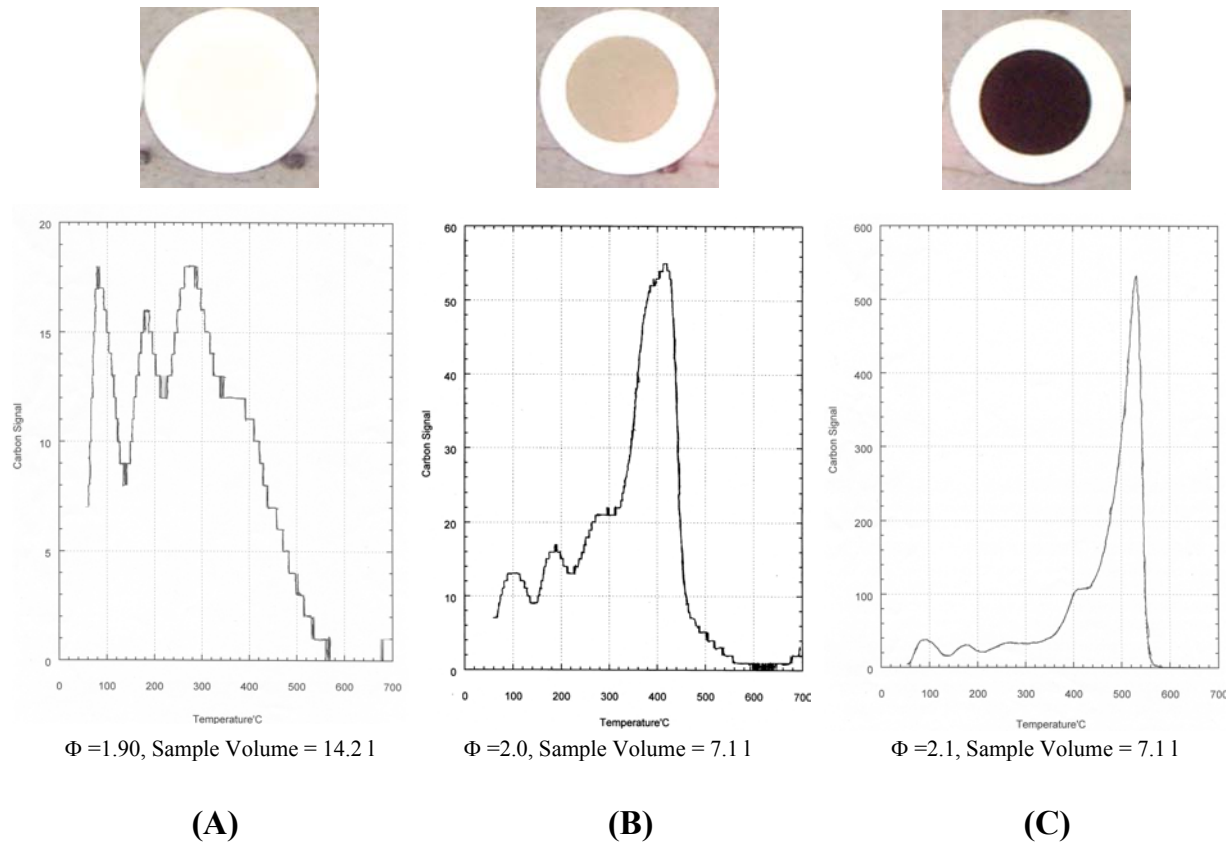 20
15
10
5
0
Carbon Signal
0 100 200 300 400 500 600 700
Temperature'C
Φ =1.90, Sample Volume = 14.2 l
(A)
60
50
40
30
20
10
0
Carbon Signal
0 100 200 300 400 500 600 700
Temperature'C
Φ =2.0, Sample Volume = 7.1 l
(B)
600
500
400
300
200
100
0
Carbon Signal
0 100 200 300 400 500 600 700
Temperature'C
Φ =2.1, Sample Volume = 7.1 l
(C)